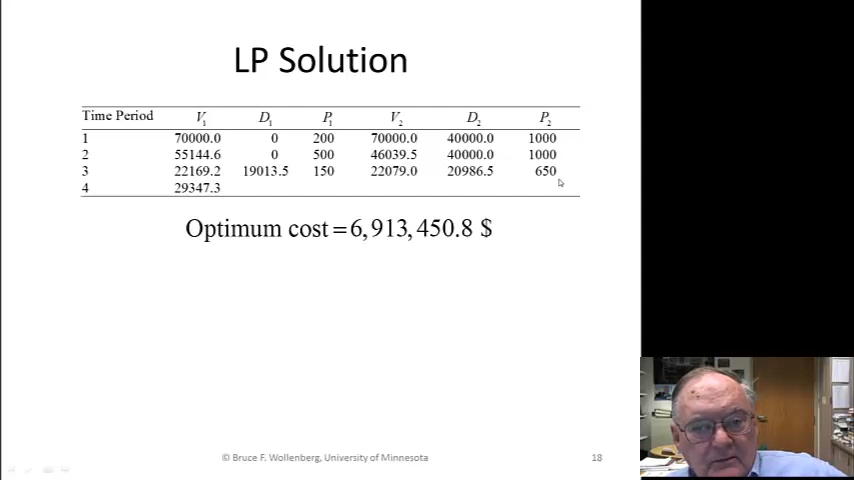 LP Solution
Time Period V1 D1 P1 V2 D2 P2
1 70000.0 0 200 70000.0 40000.0 1000
2 55144.6 0 500 46039.5 40000.0 1000
3 22169.2 19013.5 150 22079.0 20986.5 650
4 29347.3
Optimum cost = 6,913,450.8 $
© Bruce F. Wollenberg, University of Minnesota 18